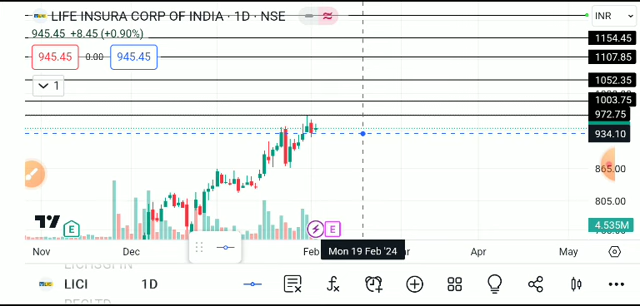 LIFE INSURA CORP OF INDIA · 1D · NSE
INR
945.45 +8.45 (+0.90%)
945.45 0.00 945.45
1
1154.45
1107.85
1052.35
1003.75
972.75
934.10
865.00
805.00
4.535M
E
E
Nov Dec Feb Mon 19 Feb '24 Apr May
LICI 1D